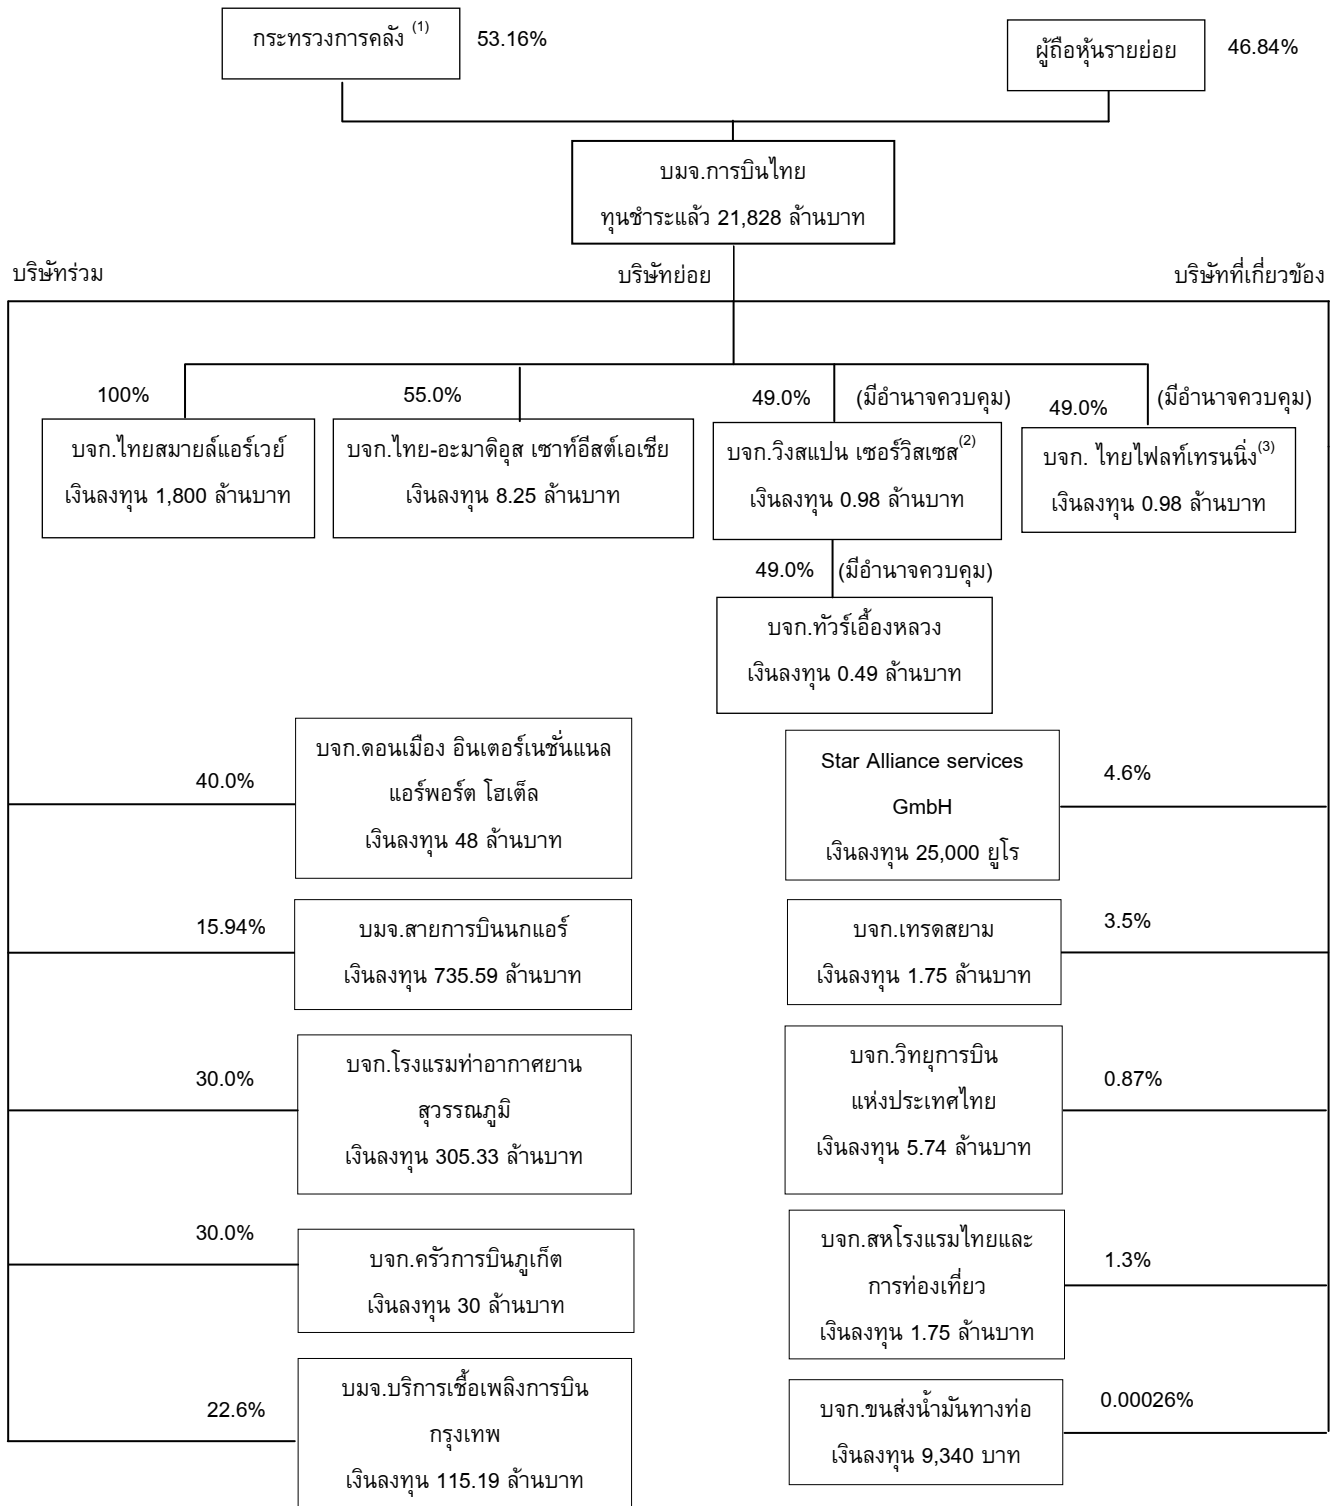 กระทรวงการคลัง (1) 53.16%
ผู้ถือหุ้นรายย่อย 46.84%
บมจ.การบินไทย
ทุนชำระแล้ว 21,828 ล้านบาท
บริษัทร่วม บริษัทย่อย บริษัทที่เกี่ยวข้อง
100%
บจก.ไทยสมายล์แอร์เวย์
เงินลงทุน 1,800 ล้านบาท
55.0%
บจก.ไทย-อะมาดิอุส เซาท์อีสต์เอเชีย
เงินลงทุน 8.25 ล้านบาท
49.0% (มีอำนาจควบคุม)
บจก.วิงสแปน เซอร์วิสเซส(2)
เงินลงทุน 0.98 ล้านบาท
49.0% (มีอำนาจควบคุม)
บจก. ไทยไฟลท์เทรนนิ่ง(3)
เงินลงทุน 0.98 ล้านบาท
49.0% (มีอำนาจควบคุม)
บจก.ทัวร์เอื้องหลวง
เงินลงทุน 0.49 ล้านบาท
40.0%
บจก.ดอนเมือง อินเตอร์เนชั่นแนล
แอร์พอร์ต โฮเต็ล
เงินลงทุน 48 ล้านบาท
15.94%
บมจ.สายการบินนกแอร์
เงินลงทุน 735.59 ล้านบาท
30.0%
บจก.โรงแรมท่าอากาศยาน
สุวรรณภูมิ
เงินลงทุน 305.33 ล้านบาท
30.0%
บจก.ครัวการบินภูเก็ต
เงินลงทุน 30 ล้านบาท
22.6%
บมจ.บริการเชื้อเพลิงการบิน
กรุงเทพ
เงินลงทุน 115.19 ล้านบาท
Star Alliance services
GmbH
เงินลงทุน 25,000 ยูโร
4.6%
บจก.เทรดสยาม
เงินลงทุน 1.75 ล้านบาท
3.5%
บจก.วิทยุการบิน
แห่งประเทศไทย
เงินลงทุน 5.74 ล้านบาท
0.87%
บจก.สหโรงแรมไทยและ
การท่องเที่ยว
เงินลงทุน 1.75 ล้านบาท
1.3%
บจก.ขนส่งน้ำมันทางท่อ
เงินลงทุน 9,340 บาท
0.00026%